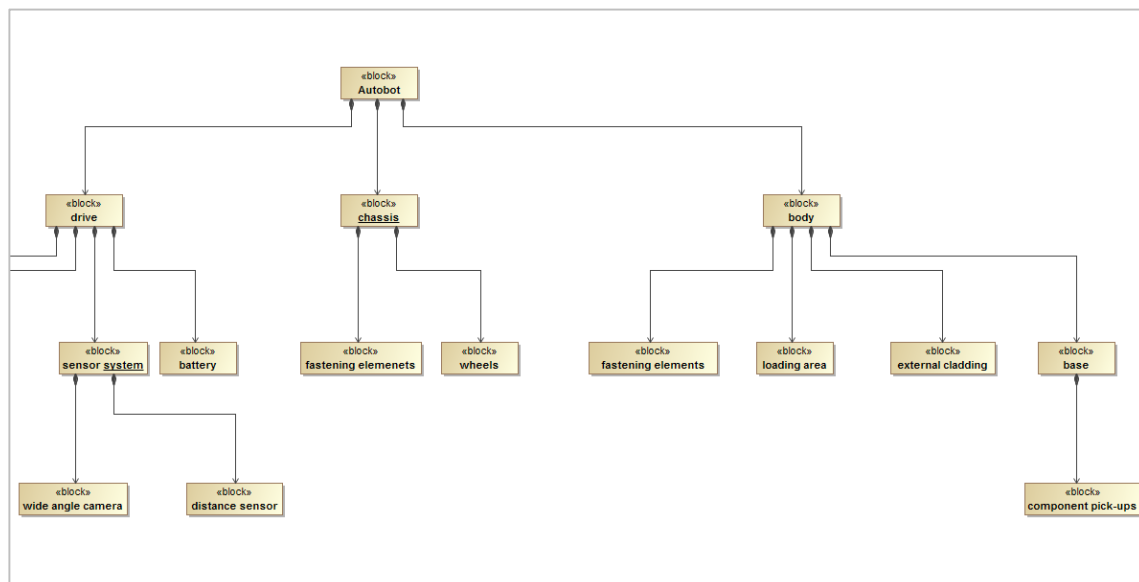 «block»
Autobot
«block»
drive
«block»
chassis
«block»
body
«block»
sensor system
«block»
battery
«block»
fastening elemenets
«block»
wheels
«block»
fastening elements
«block»
loading area
«block»
external cladding
«block»
base
«block»
wide angle camera
«block»
distance sensor
«block»
component pick-ups